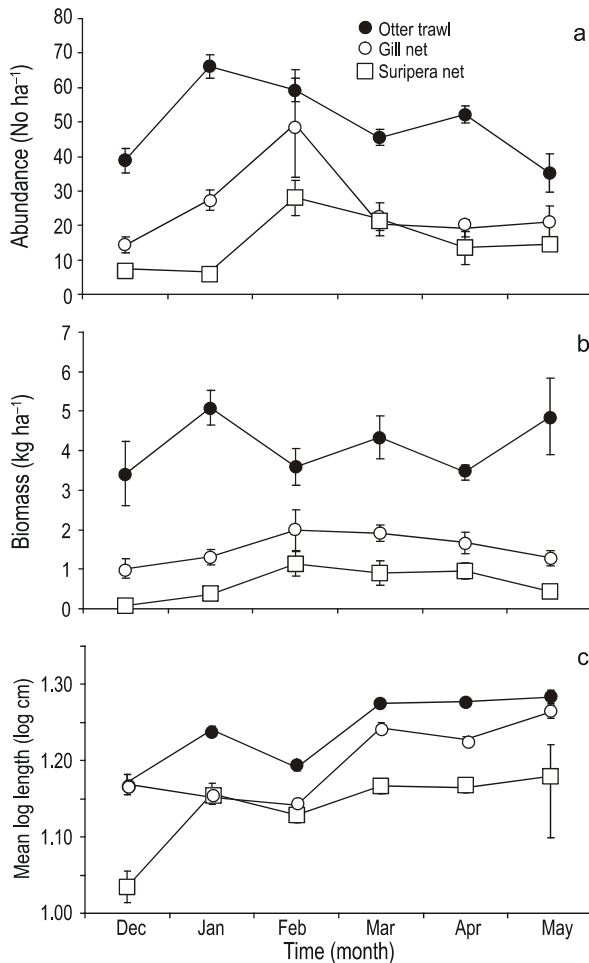 80
70
60
50
40
30
20
10
0
Abundance (No ha⁻¹)
Otter trawl
Gill net
Suripera net
a
7
6
5
4
3
2
1
0
Biomass (kg ha⁻¹)
b
1.30
1.20
1.10
1.00
Mean log length (log cm)
c
Dec Jan Feb Mar Apr May
Time (month)